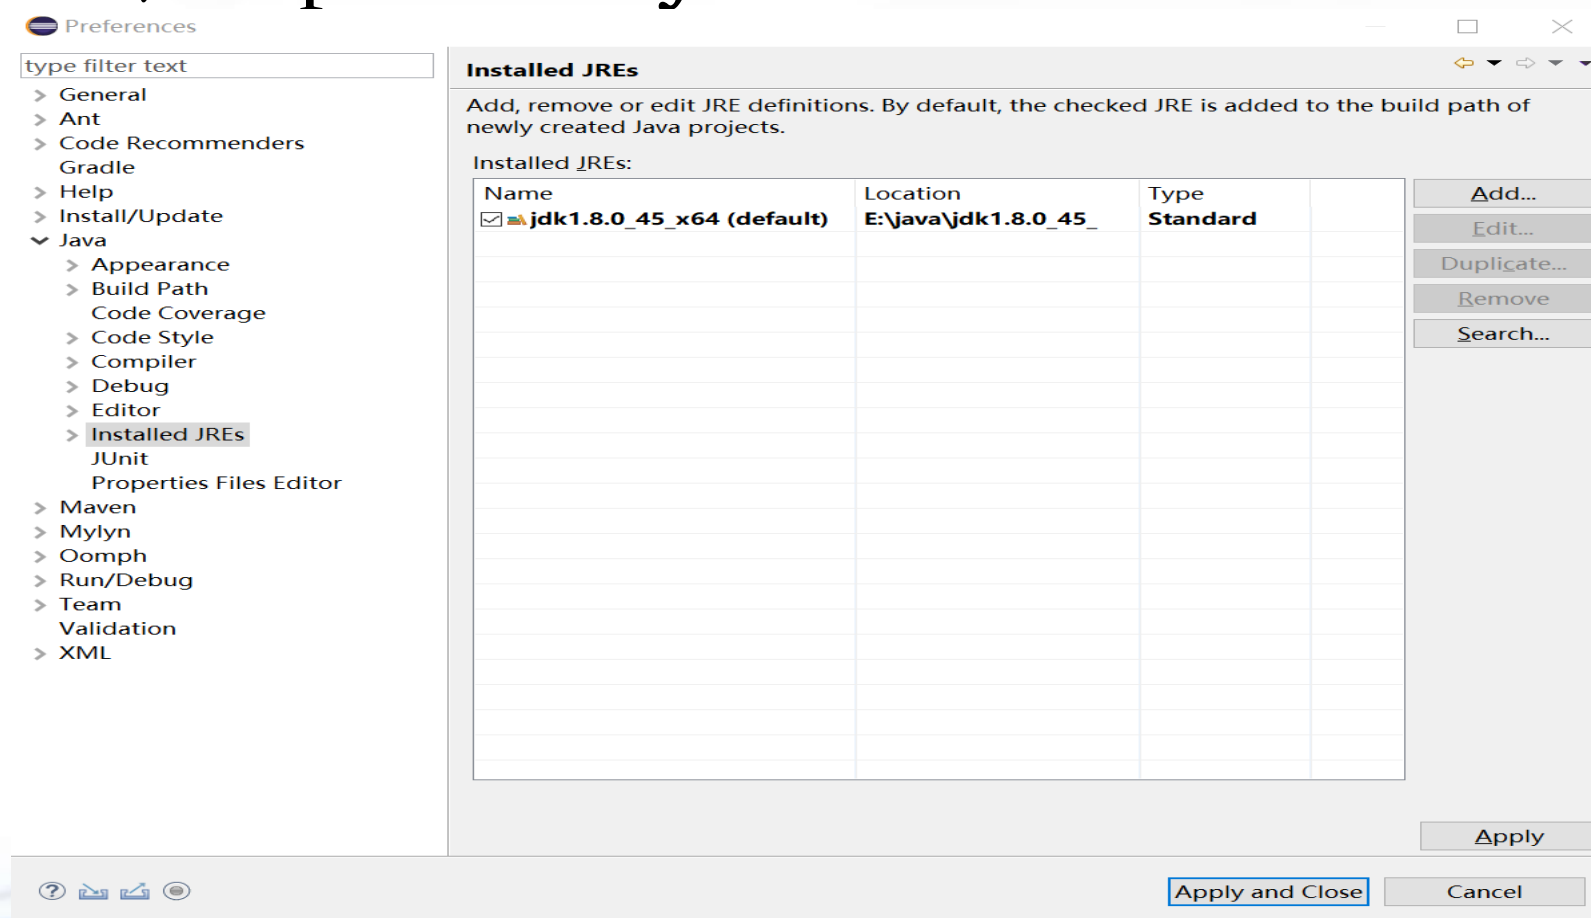 Preferences
type filter text
General
Ant
Code Recommenders
Gradle
Help
Install/Update
Java
Appearance
Build Path
Code Coverage
Code Style
Compiler
Debug
Editor
Installed JREs
JUnit
Properties Files Editor
Maven
Mylyn
Oomph
Run/Debug
Team
Validation
XML
Installed JREs
Add, remove or edit JRE definitions. By default, the checked JRE is added to the build path of
newly created Java projects.
Installed JREs:
Name Location Type
jdk1.8.0_45_x64 (default) E:\java\jdk1.8.0_45_ Standard
Add...
Edit...
Duplicate...
Remove
Search...
Apply
Apply and Close Cancel